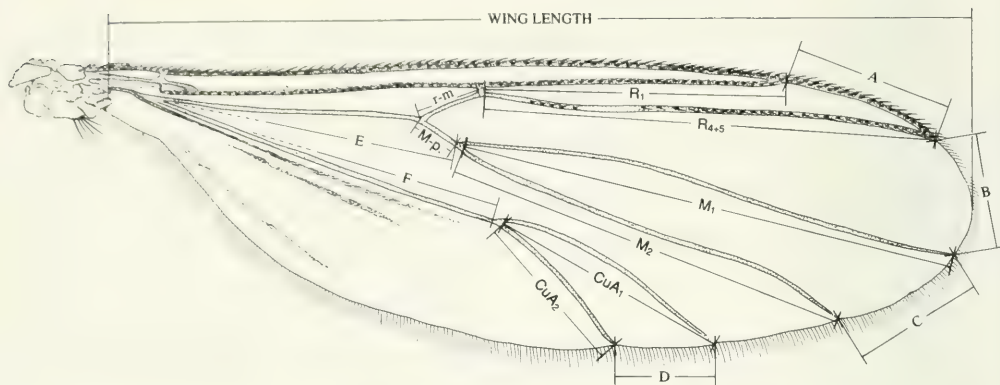 WING LENGTH
A
r-m
R₁
R₄₊₅
E
M-p.
B
F
M₁
M₂
CuA₂
CuA₁
C
D